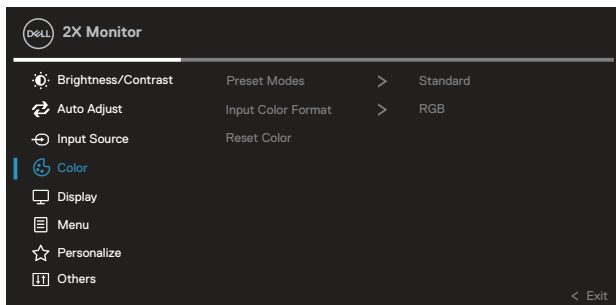 DELL 2X Monitor
Brightness/Contrast Preset Modes > Standard
Auto Adjust Input Color Format > RGB
Input Source Reset Color
Color
Display
Menu
Personalize
Others
< Exit